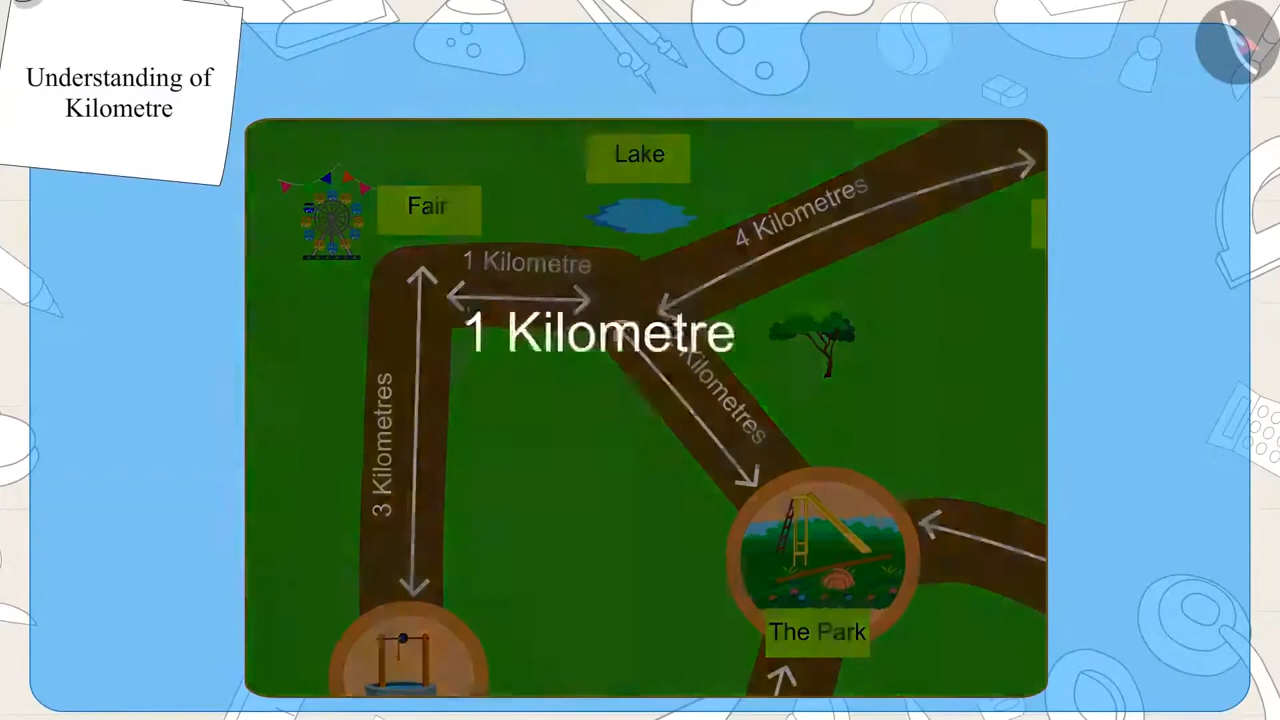 Understanding of
Kilometre
Lake
Fair
4 Kilometres
1 Kilometre
1 Kilometre
Kilometres
3 Kilometres
The Park